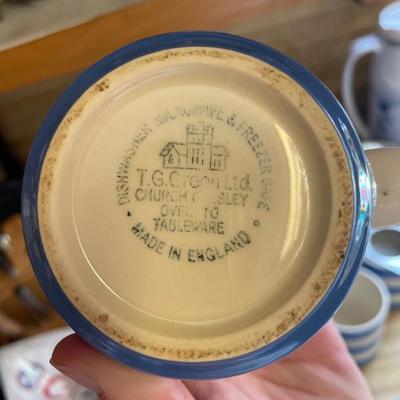 DISHWASHER MICROWAVE & FREEZER SAFE
T.G. Green Ltd.
CHURCH GRESLEY
OVEN TO
TABLEWARE
• MADE IN ENGLAND •